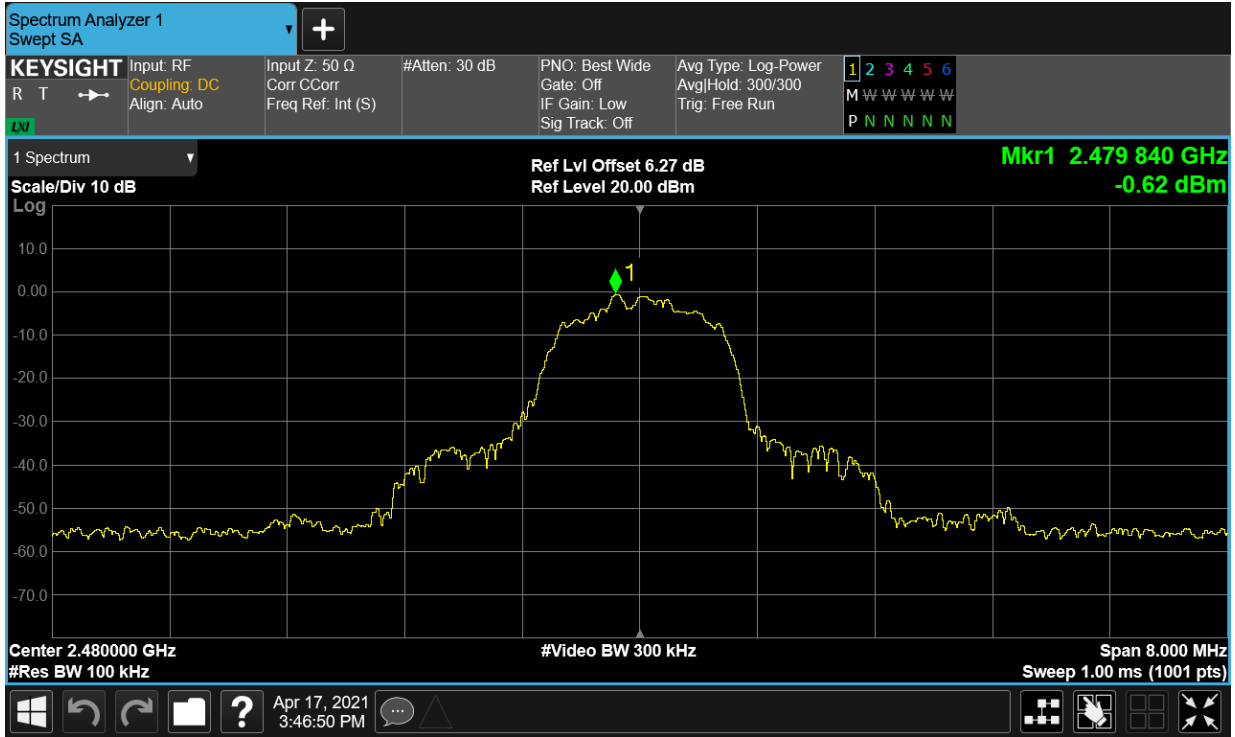 Spectrum Analyzer 1
Swept SA
▼
+
KEYSIGHT
R T
LXI
Input: RF
Coupling: DC
Align: Auto
Input Z: 50 Ω
Corr CCorr
Freq Ref: Int (S)
#Atten: 30 dB
PNO: Best Wide
Gate: Off
IF Gain: Low
Sig Track: Off
Avg Type: Log-Power
Avg|Hold: 300/300
Trig: Free Run
1 2 3 4 5 6
M W W W W W W
P N N N N N N
1 Spectrum ▼
Scale/Div 10 dB
Log
Ref Lvl Offset 6.27 dB
Ref Level 20.00 dBm
Mkr1 2.479 840 GHz
-0.62 dBm
10.0
0.00
-10.0
-20.0
-30.0
-40.0
-50.0
-60.0
-70.0
1
Center 2.480000 GHz
#Res BW 100 kHz
#Video BW 300 kHz
Span 8.000 MHz
Sweep 1.00 ms (1001 pts)
?
Apr 17, 2021
3:46:50 PM